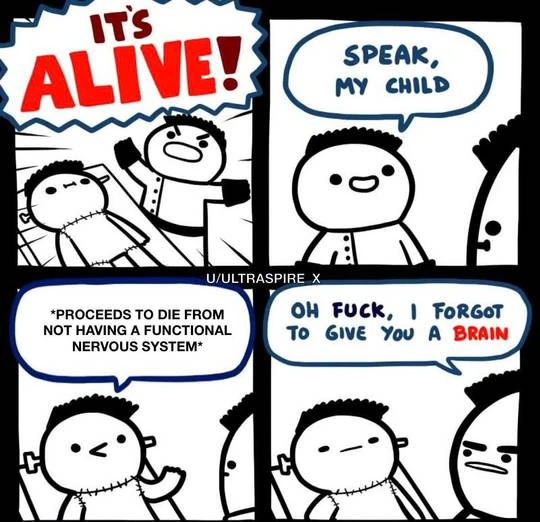 IT'S
ALIVE!
SPEAK,
MY CHILD
U/ULTRASPIRE_X
*PROCEEDS TO DIE FROM
NOT HAVING A FUNCTIONAL
NERVOUS SYSTEM*
OH FUCK, I FORGOT
TO GIVE YOU A BRAIN